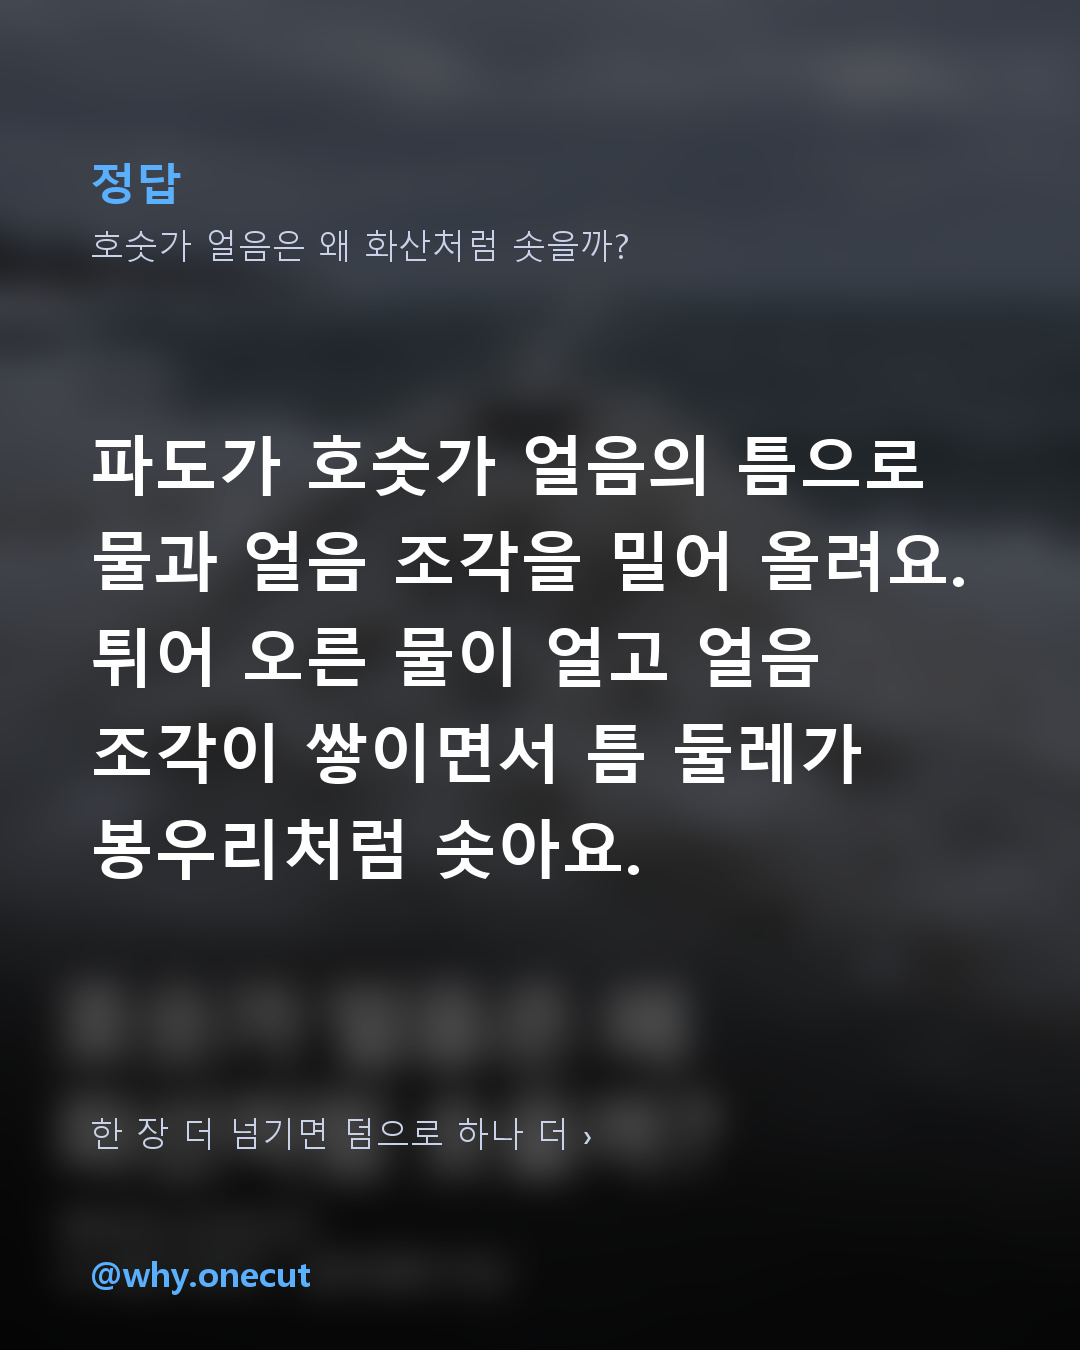 정답
호숫가 얼음은 왜 화산처럼 솟을까?
파도가 호숫가 얼음의 틈으로
물과 얼음 조각을 밀어 올려요.
튀어 오른 물이 얼고 얼음
조각이 쌓이면서 틈 둘레가
봉우리처럼 솟아요.
한 장 더 넘기면 덤으로 하나 더 ›
@why.onecut